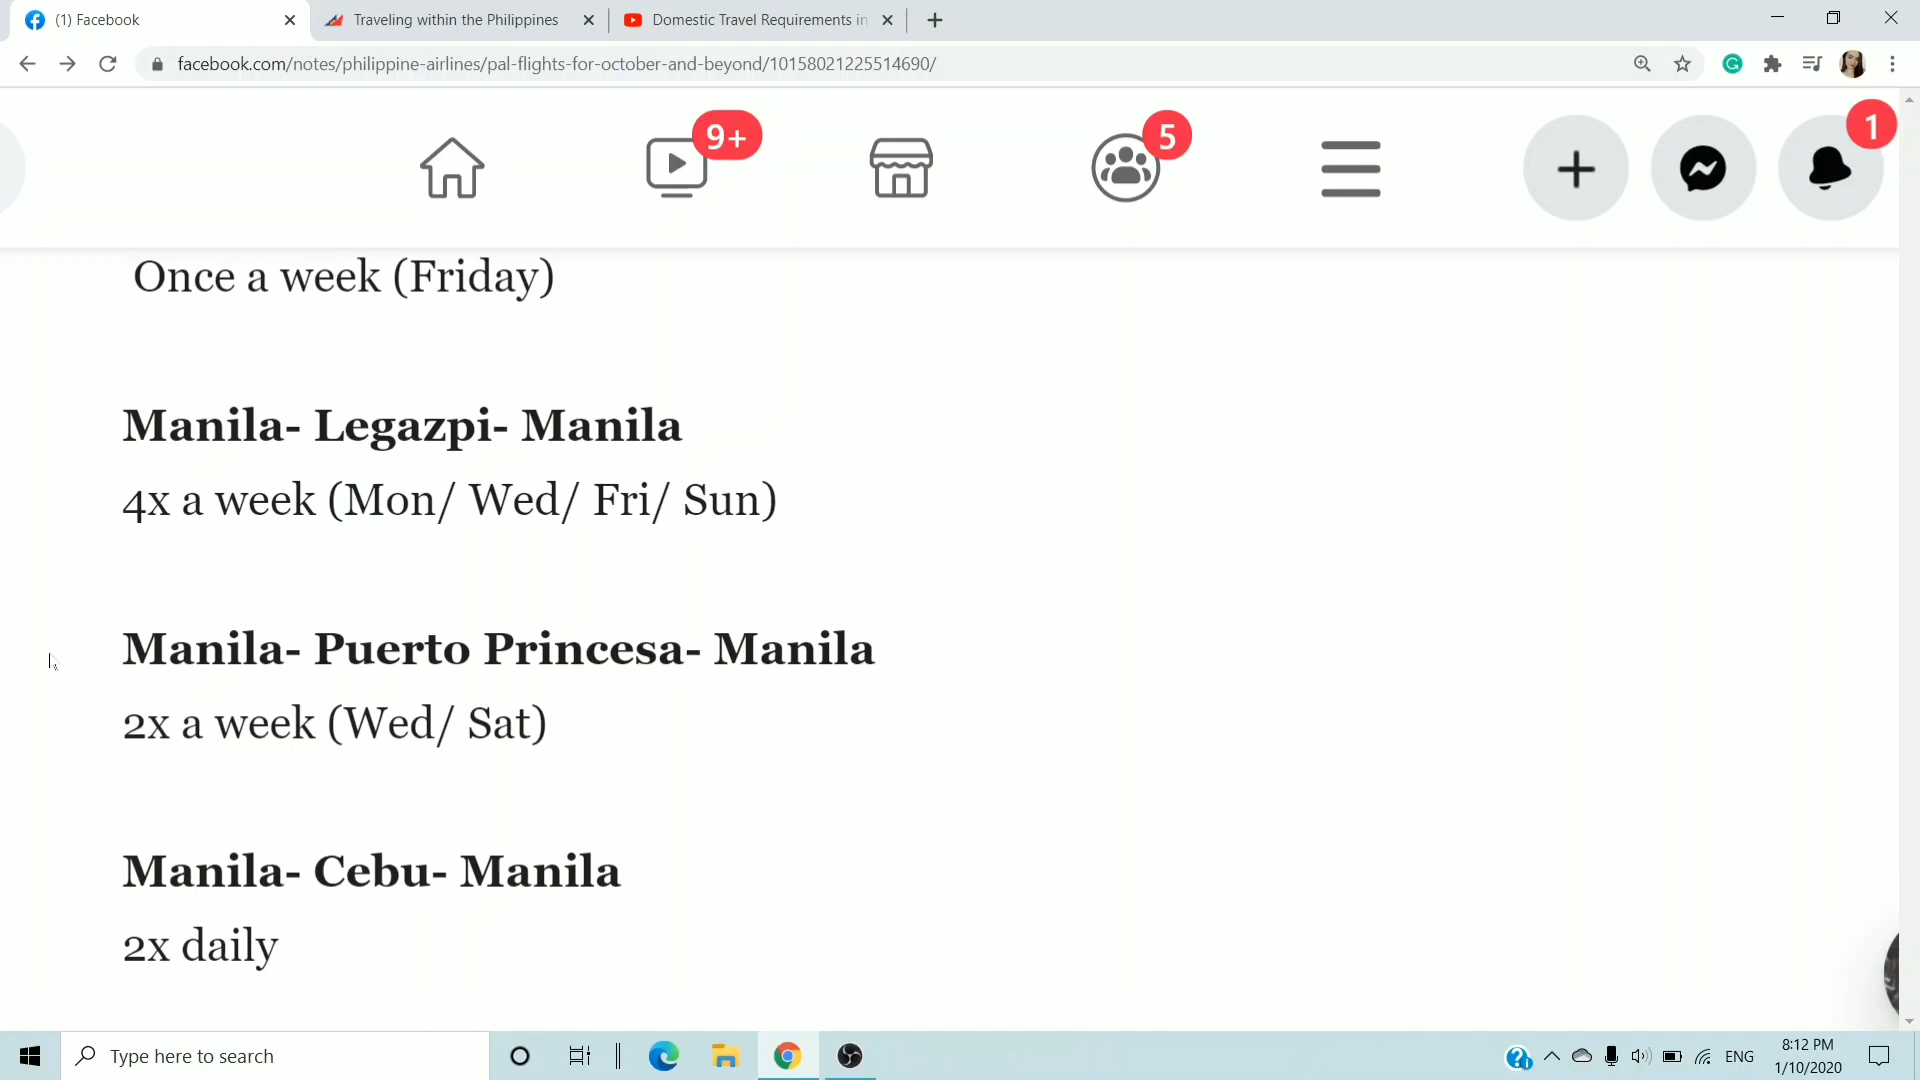 (1) Facebook
Traveling within the Philippines
Domestic Travel Requirements in
facebook.com/notes/philippine-airlines/pal-flights-for-october-and-beyond/10158021225514690/
9+
5
1
Once a week (Friday)
Manila- Legazpi- Manila
4x a week (Mon/ Wed/ Fri/ Sun)
Manila- Puerto Princesa- Manila
2x a week (Wed/ Sat)
Manila- Cebu- Manila
2x daily
Type here to search
ENG
8:12 PM
1/10/2020